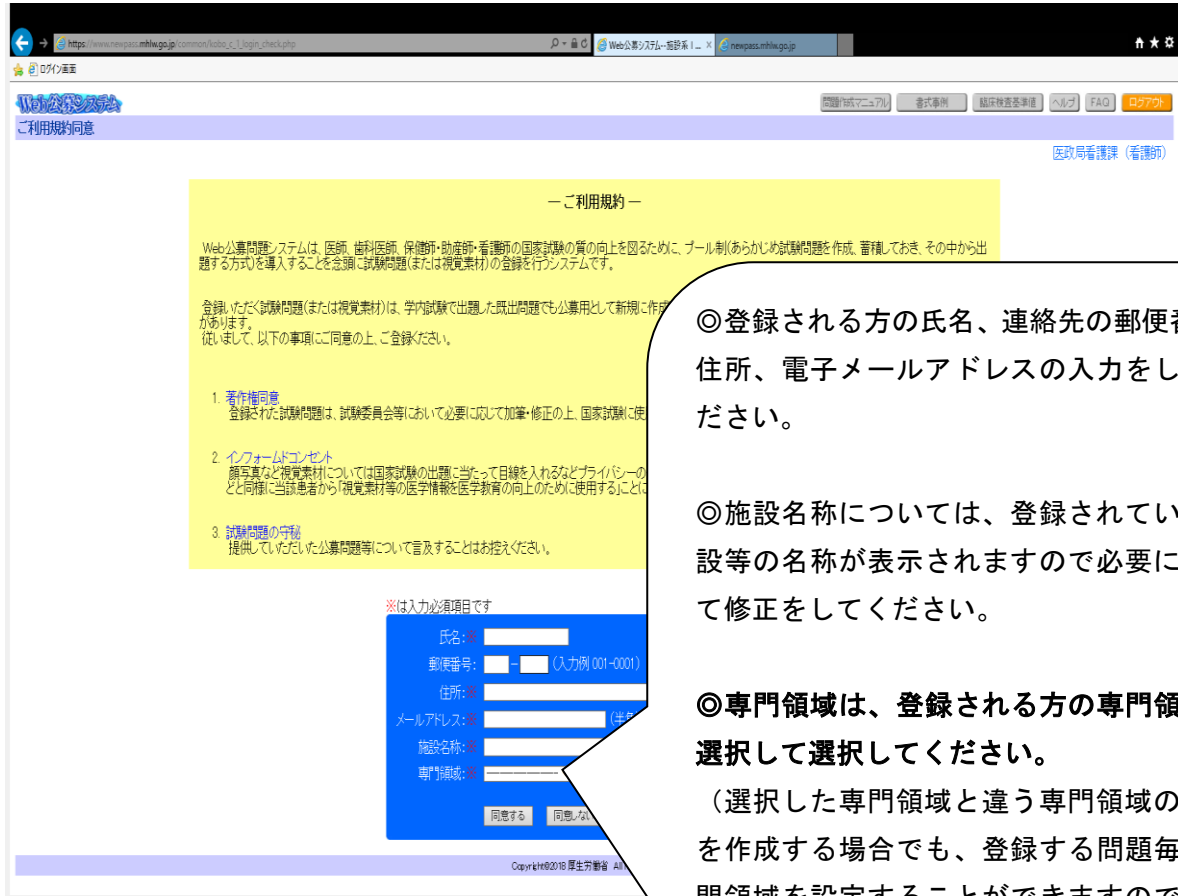 https://www.newpass.mhlw.go.jp/common/kobo_c_1_login_check.php
Web公募システム--施設系 I ...
newpass.mhlw.go.jp
ログイン画面
Web公募システム
問題作成マニュアル 書式事例 臨床検査基準値 ヘルプ FAQ ログアウト
ご利用規約同意
医政局看護課（看護師）
― ご利用規約 ―
Web公募問題システムは、医師、歯科医師、保健師・助産師・看護師の国家試験の質の向上を図るために、プール制(あらかじめ試験問題を作成、蓄積しておき、その中から出
題する方式)を導入することを念頭に試験問題(または視覚素材)の登録を行うシステムです。
登録いただく試験問題(または視覚素材)は、学内試験で出題した既出問題でも公募用として新規に作成
があります。
従いまして、以下の事項にご同意の上、ご登録ください。
1. 著作権同意
登録された試験問題は、試験委員会等において必要に応じて加筆・修正の上、国家試験に使
2. インフォームドコンセント
顔写真など視覚素材については国家試験の出題に当たって目線を入れるなどプライバシーの
どと同様に当該患者から「視覚素材等の医学情報を医学教育の向上のために使用する」ことに
3. 試験問題の守秘
提供していただいた公募問題等について言及することはお控えください。
※は入力必須項目です
氏名:※
郵便番号: － (入力例 001-0001)
住所:※
メールアドレス:※ (半角
施設名称:※
専門領域:※ ----------------
同意する 同意しない
Copyright©2018 厚生労働省 All
◎登録される方の氏名、連絡先の郵便番
住所、電子メールアドレスの入力をし
ださい。
◎施設名称については、登録されてい
設等の名称が表示されますので必要に
て修正をしてください。
◎専門領域は、登録される方の専門領
選択して選択してください。
（選択した専門領域と違う専門領域の
を作成する場合でも、登録する問題毎
門領域を設定することができますので